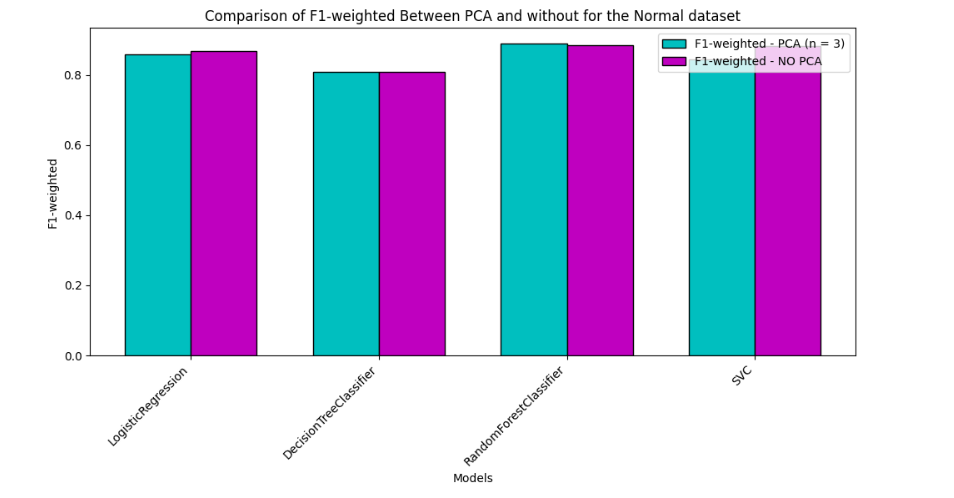 Comparison of F1-weighted Between PCA and without for the Normal dataset
F1-weighted - PCA (n = 3)
F1-weighted - NO PCA
F1-weighted
0.8
0.6
0.4
0.2
0.0
LogisticRegression
DecisionTreeClassifier
RandomForestClassifier
SVC
Models